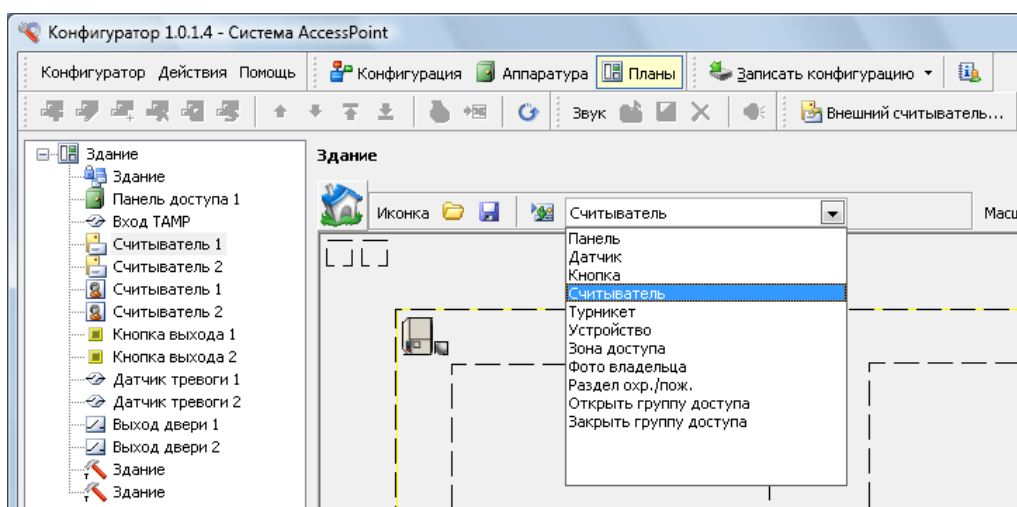 Конфигуратор 1.0.1.4 - Система AccessPoint
Конфигуратор Действия Помощь Конфигурация Аппаратура Планы Записать конфигурацию
Звук Внешний считыватель...
Здание
Здание
Панель доступа 1
Вход TAMP
Считыватель 1
Считыватель 2
Считыватель 1
Считыватель 2
Кнопка выхода 1
Кнопка выхода 2
Датчик тревоги 1
Датчик тревоги 2
Выход двери 1
Выход двери 2
Здание
Здание
Здание
Иконка Считыватель Масш
Панель
Датчик
Кнопка
Считыватель
Турникет
Устройство
Зона доступа
Фото владельца
Раздел охр./пож.
Открыть группу доступа
Закрыть группу доступа